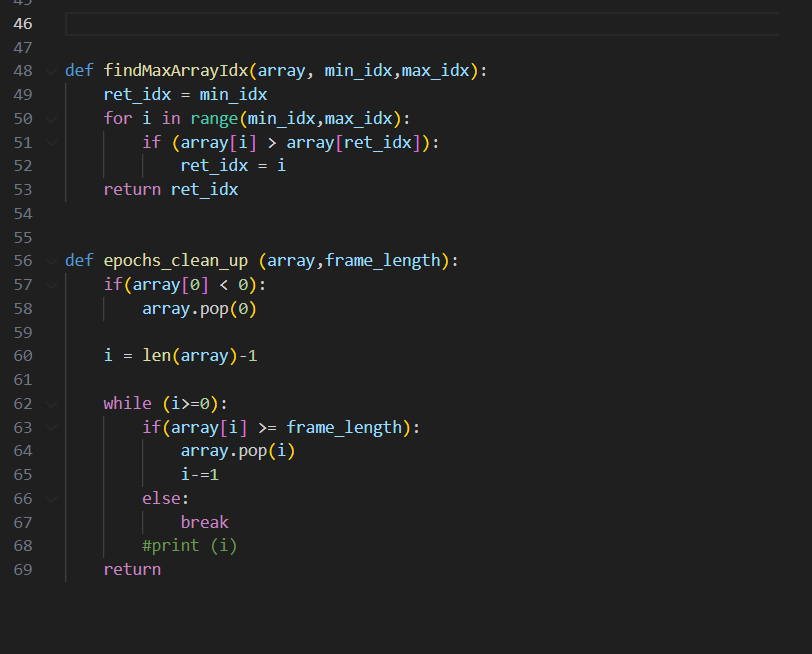 45
46
47
48 def findMaxArrayIdx(array, min_idx,max_idx):
49     ret_idx = min_idx
50     for i in range(min_idx,max_idx):
51         if (array[i] > array[ret_idx]):
52             ret_idx = i
53     return ret_idx
54
55
56 def epochs_clean_up (array,frame_length):
57     if(array[0] < 0):
58         array.pop(0)
59
60     i = len(array)-1
61
62     while (i>=0):
63         if(array[i] >= frame_length):
64             array.pop(i)
65             i-=1
66         else:
67             break
68         #print (i)
69     return